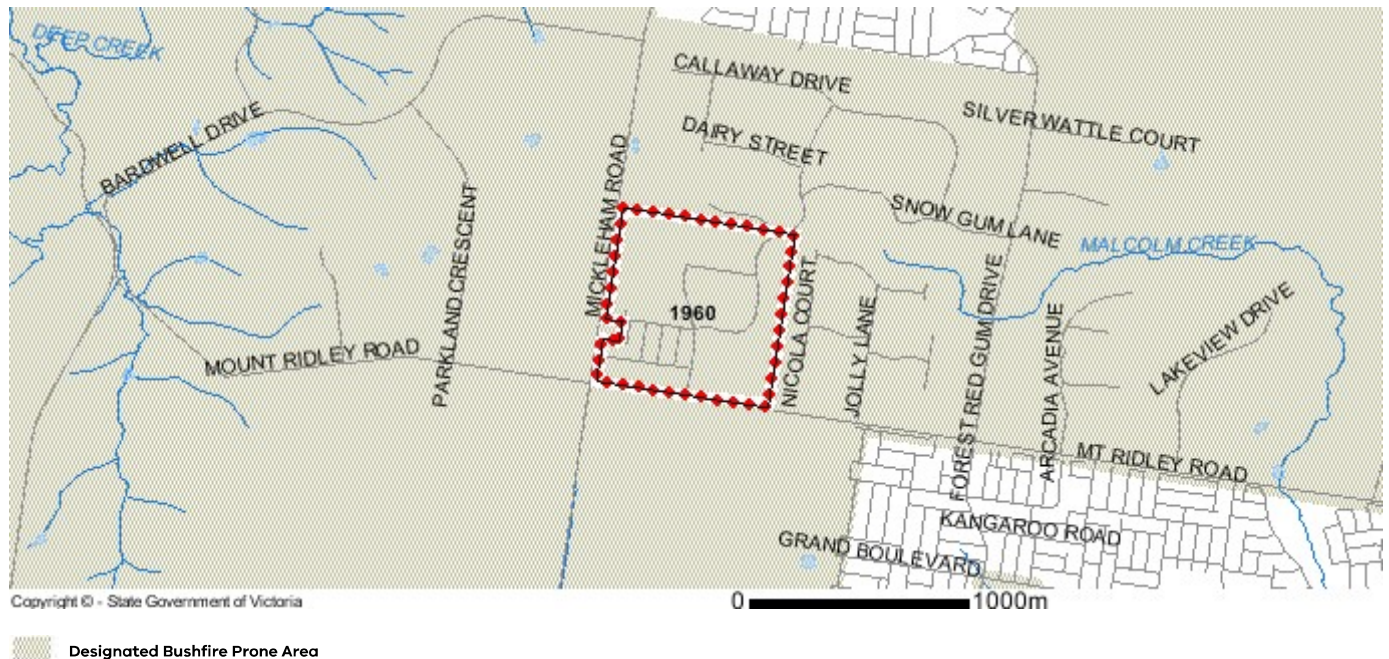 DEEP CREEK
CALLAWAY DRIVE
SILVER WATTLE COURT
BARDWELL DRIVE
DAIRY STREET
MICKLEHAM ROAD
SNOW GUM LANE
MALCOLM CREEK
PARKLAND CRESCENT
1960
NICOLA COURT
JOLLY LANE
FOREST RED GUM DRIVE
ARCADIA AVENUE
LAKEVIEW DRIVE
MOUNT RIDLEY ROAD
MT RIDLEY ROAD
KANGAROO ROAD
GRAND BOULEVARD
Copyright © - State Government of Victoria
0 1000m
Designated Bushfire Prone Area